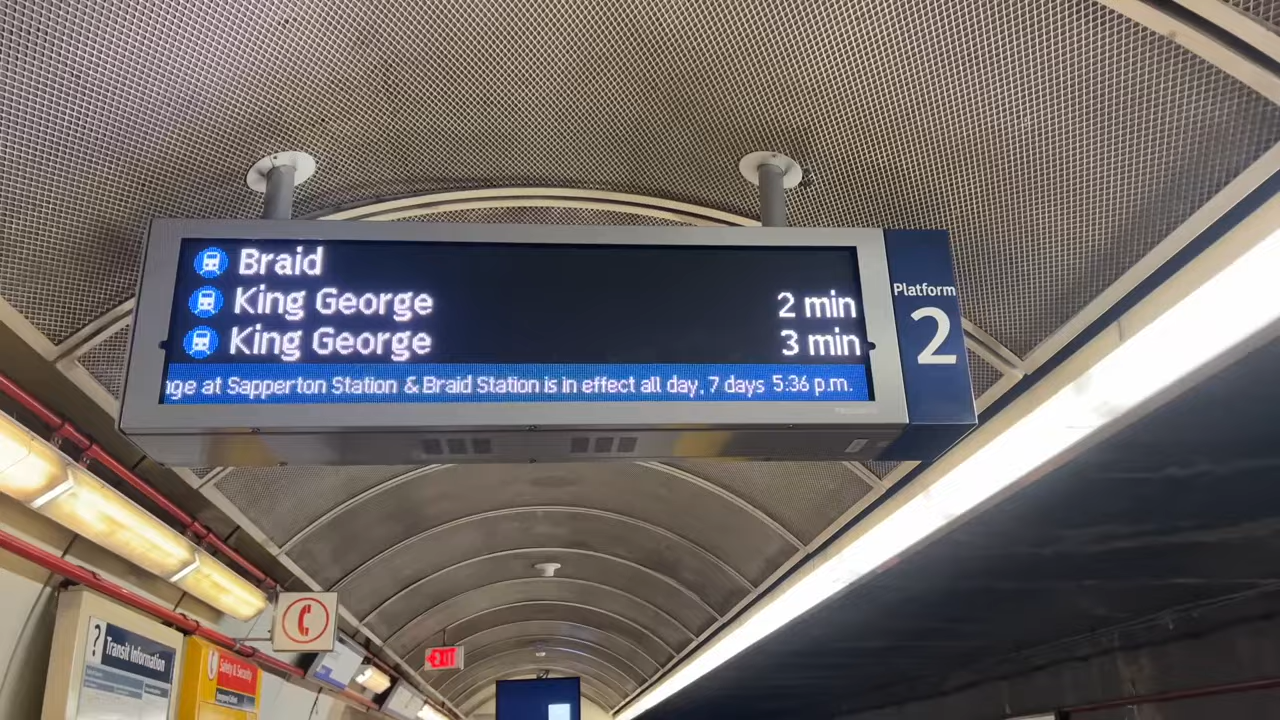 Braid
King George 2 min
King George 3 min
nge at Sapperton Station & Braid Station is in effect all day, 7 days 5:36 p.m.
Platform
2
EXIT
?
Transit Information
Safety & Security